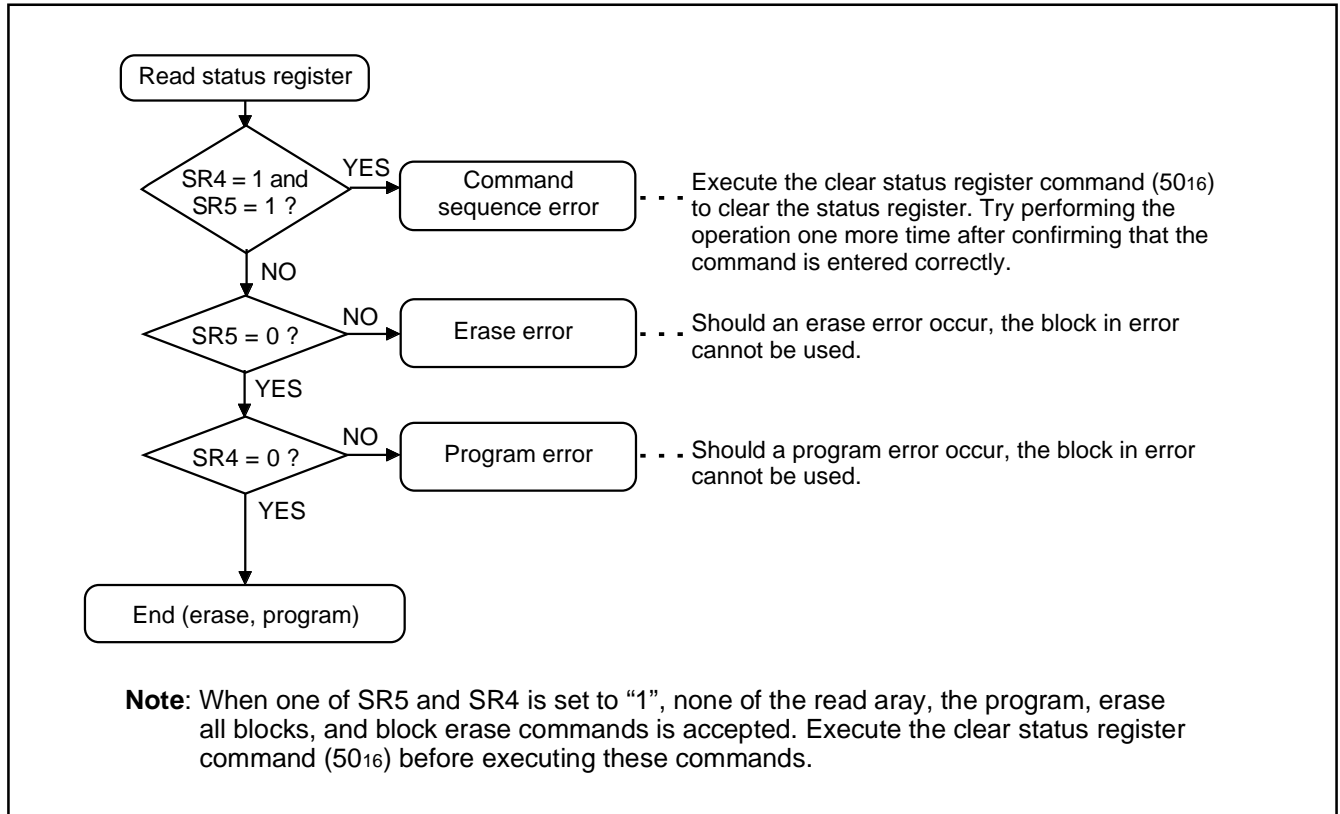 Read status register
SR4 = 1 and
SR5 = 1 ?
YES
Command
sequence error
Execute the clear status register command (5016)
to clear the status register. Try performing the
operation one more time after confirming that the
command is entered correctly.
NO
SR5 = 0 ?
NO
Erase error
Should an erase error occur, the block in error
cannot be used.
YES
SR4 = 0 ?
NO
Program error
Should a program error occur, the block in error
cannot be used.
YES
End (erase, program)
Note: When one of SR5 and SR4 is set to “1”, none of the read aray, the program, erase
all blocks, and block erase commands is accepted. Execute the clear status register
command (5016) before executing these commands.